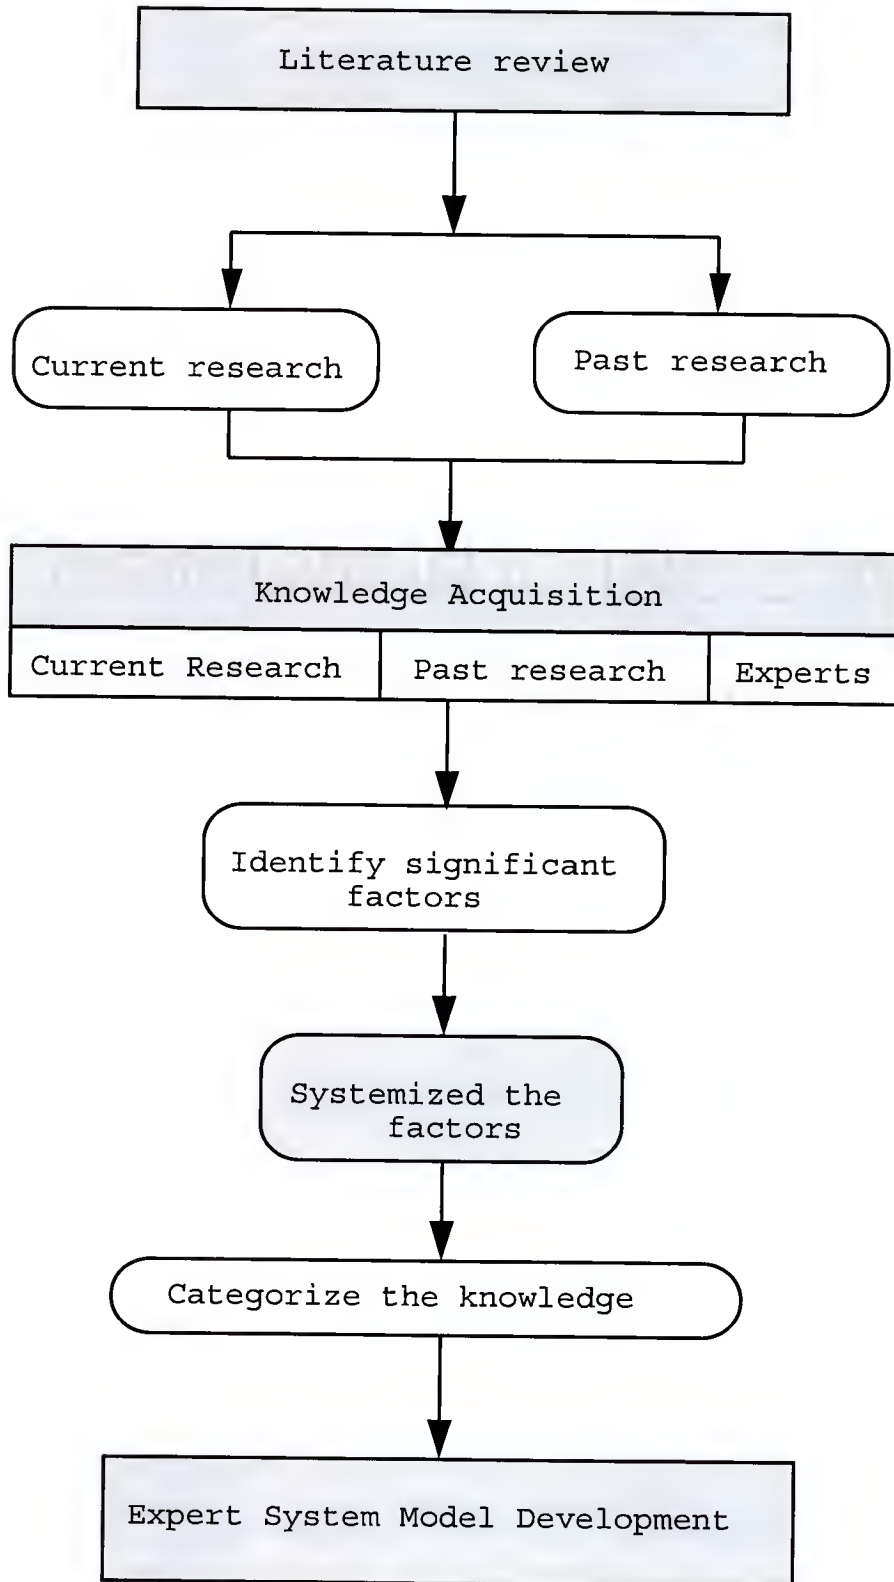 Literature review
Current research
Past research
Knowledge Acquisition
Current Research
Past research
Experts
Identify significant
factors
Systemized the
factors
Categorize the knowledge
Expert System Model Development